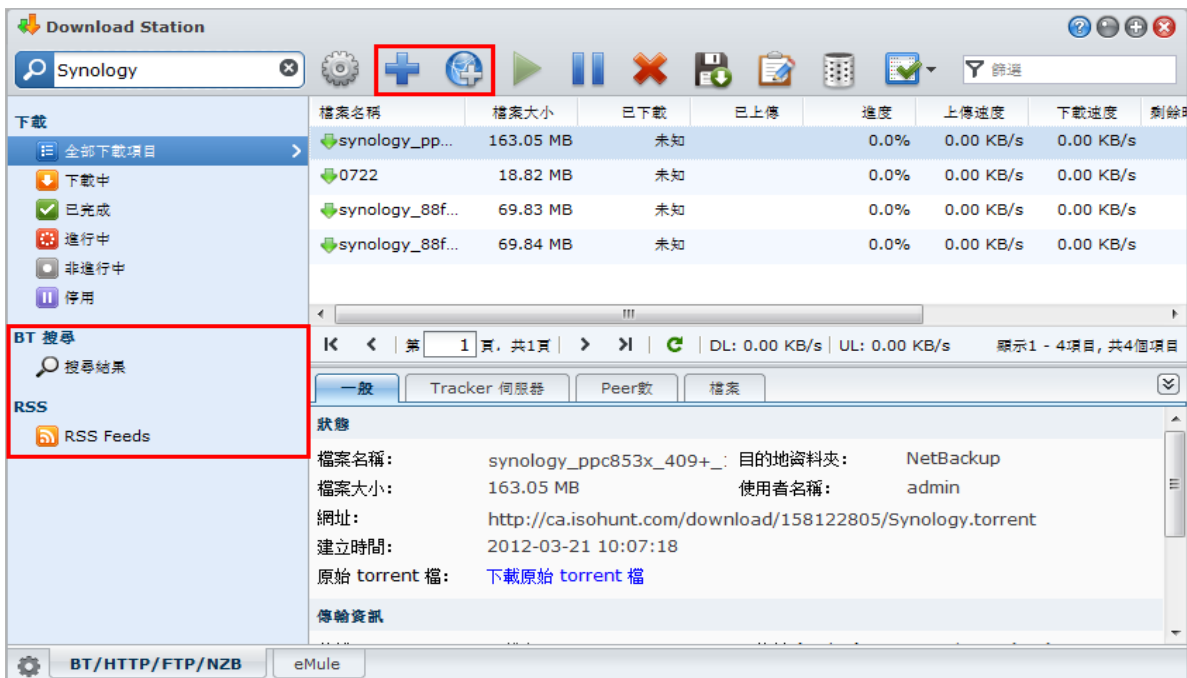 Download Station
Synology
篩選
下載
全部下載項目
下載中
已完成
進行中
非進行中
停用
BT 搜尋
搜尋結果
RSS
RSS Feeds
檔案名稱 檔案大小 已下載 已上傳 進度 上傳速度 下載速度 剩餘
synology_pp... 163.05 MB 未知 0.0% 0.00 KB/s 0.00 KB/s
0722 18.82 MB 未知 0.0% 0.00 KB/s 0.00 KB/s
synology_88f... 69.83 MB 未知 0.0% 0.00 KB/s 0.00 KB/s
synology_88f... 69.84 MB 未知 0.0% 0.00 KB/s 0.00 KB/s
第 1 頁, 共1頁 DL: 0.00 KB/s UL: 0.00 KB/s 顯示1 - 4項目, 共4個項目
一般 Tracker 伺服器 Peer數 檔案
狀態
檔案名稱: synology_ppc853x_409+_ 目的地資料夾: NetBackup
檔案大小: 163.05 MB 使用者名稱: admin
網址: http://ca.isohunt.com/download/158122805/Synology.torrent
建立時間: 2012-03-21 10:07:18
原始 torrent 檔: 下載原始 torrent 檔
傳輸資訊
BT/HTTP/FTP/NZB eMule